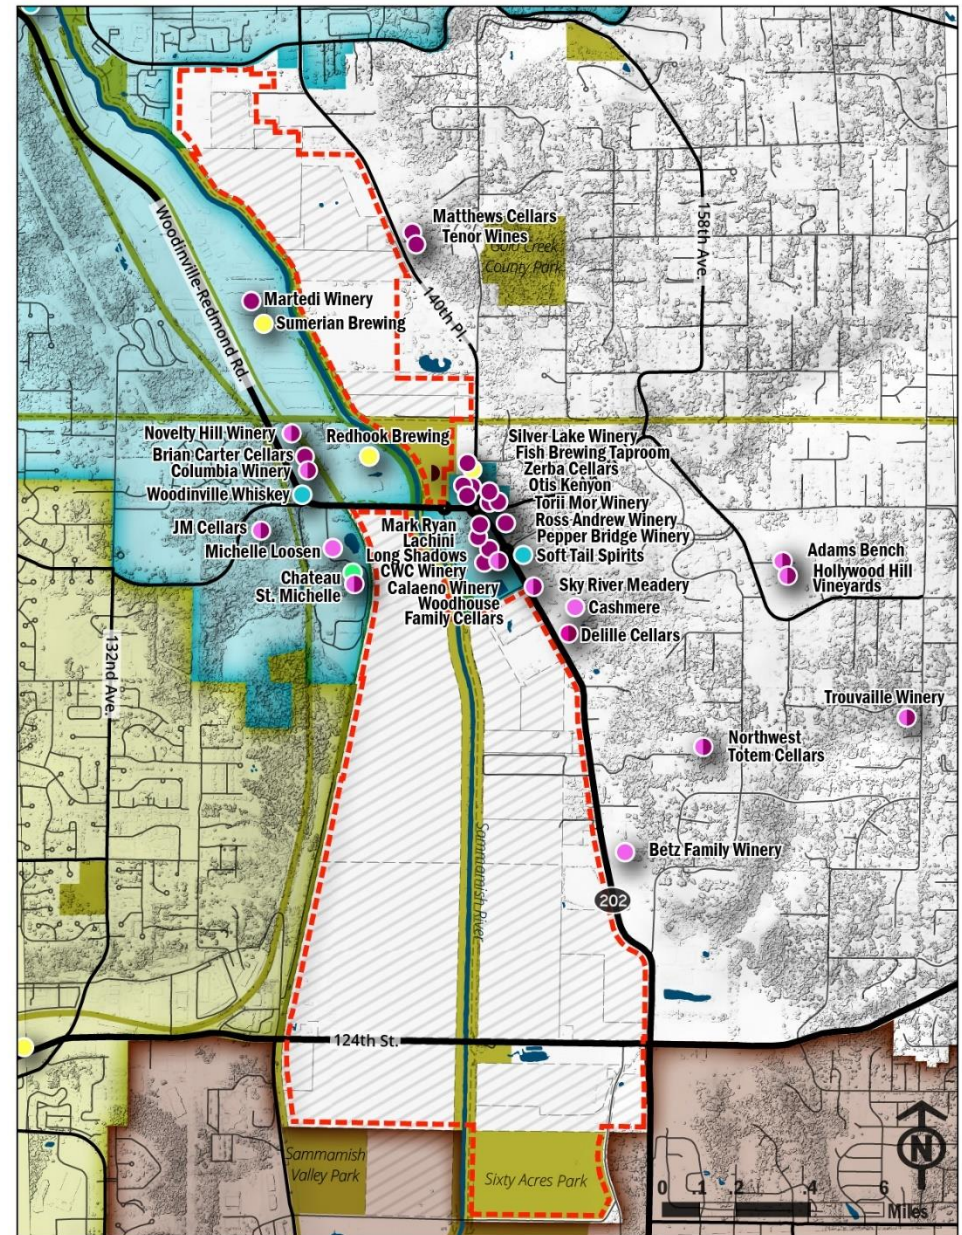 Matthews Cellars
Tenor Wines
Gold Creek
County Park
158th Ave.
Woodinville-Redmond Rd
140th Pl.
Martedi Winery
Sumerian Brewing
Novelty Hill Winery
Brian Carter Cellars
Columbia Winery
Woodinville Whiskey
Redhook Brewing
Silver Lake Winery
Fish Brewing Taproom
Zerba Cellars
Otis Kenyon
Torii Mor Winery
Ross Andrew Winery
Pepper Bridge Winery
Soft Tail Spirits
JM Cellars
Michelle Loosen
Chateau
St. Michelle
Mark Ryan
Lachini
Long Shadows
CWC Winery
Calaeno Winery
Woodhouse
Family Cellars
Sky River Meadery
Cashmere
Delille Cellars
Adams Bench
Hollywood Hill
Vineyards
132nd Ave.
Trouvaille Winery
Northwest
Totem Cellars
Betz Family Winery
Sammamish River
202
124th St.
Sammamish
Valley Park
Sixty Acres Park
N
0 .1 .2 .4 6
Miles